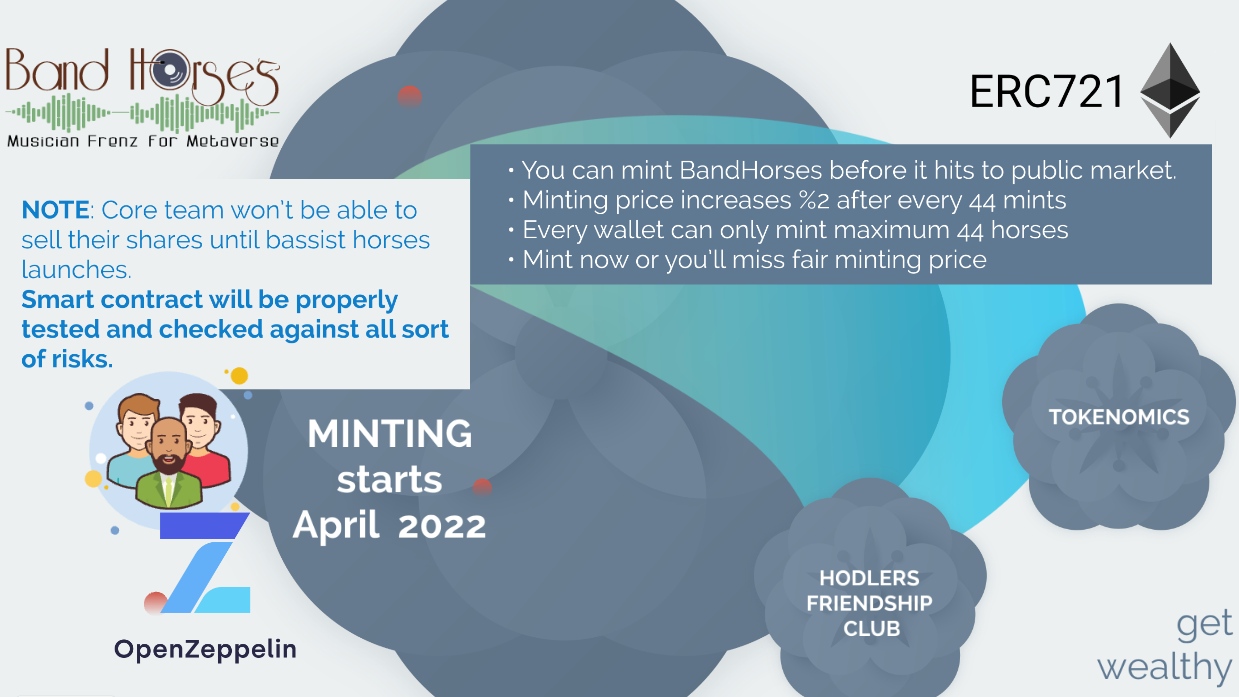 Band Horses
Musician Frenz For Metaverse
ERC721
• You can mint BandHorses before it hits to public market.
• Minting price increases %2 after every 44 mints
• Every wallet can only mint maximum 44 horses
• Mint now or you'll miss fair minting price
NOTE: Core team won't be able to
sell their shares until bassist horses
launches.
Smart contract will be properly
tested and checked against all sort
of risks.
MINTING
starts
April 2022
TOKENOMICS
HODLERS
FRIENDSHIP
CLUB
OpenZeppelin
get
wealthy